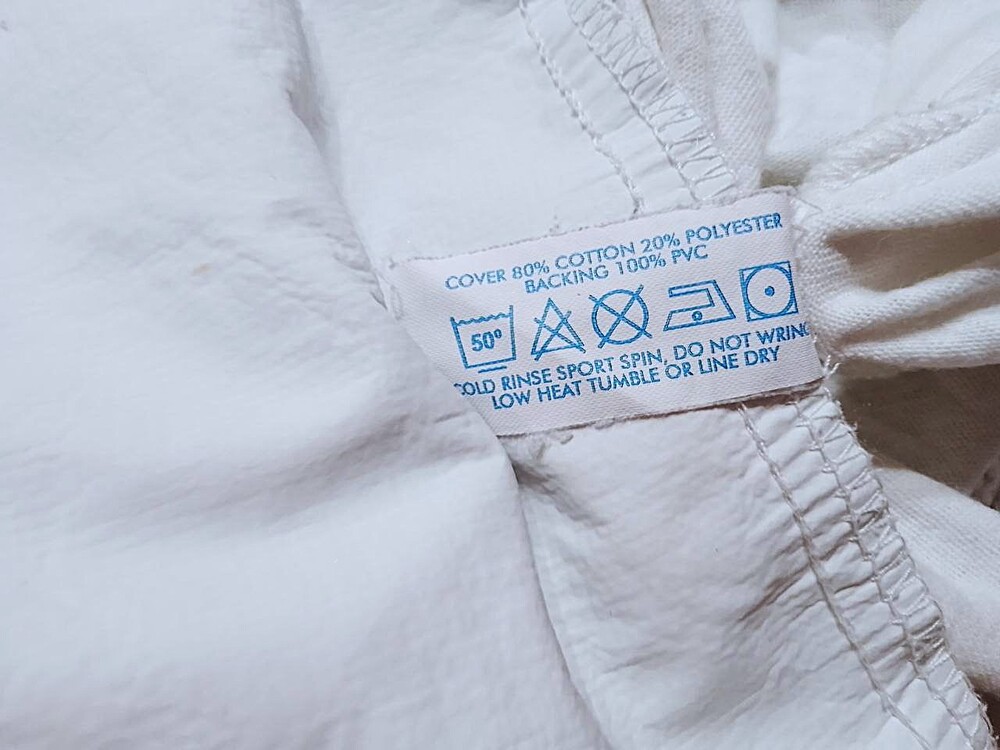 COVER 80% COTTON 20% POLYESTER
BACKING 100% PVC
50°
COLD RINSE SPORT SPIN, DO NOT WRING
LOW HEAT TUMBLE OR LINE DRY